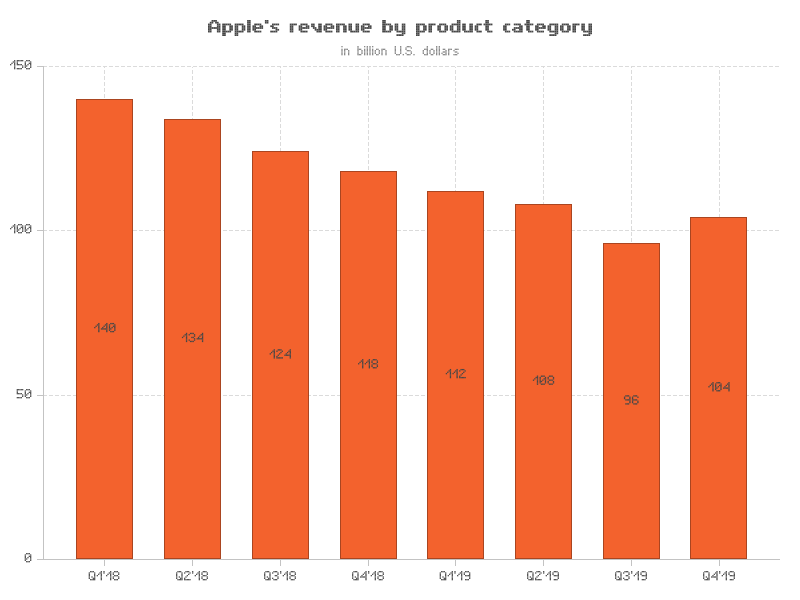 Apple's revenue by product category
in billion U.S. dollars
150
100
50
0
140
134
124
118
112
108
96
104
Q1'18
Q2'18
Q3'18
Q4'18
Q1'19
Q2'19
Q3'19
Q4'19